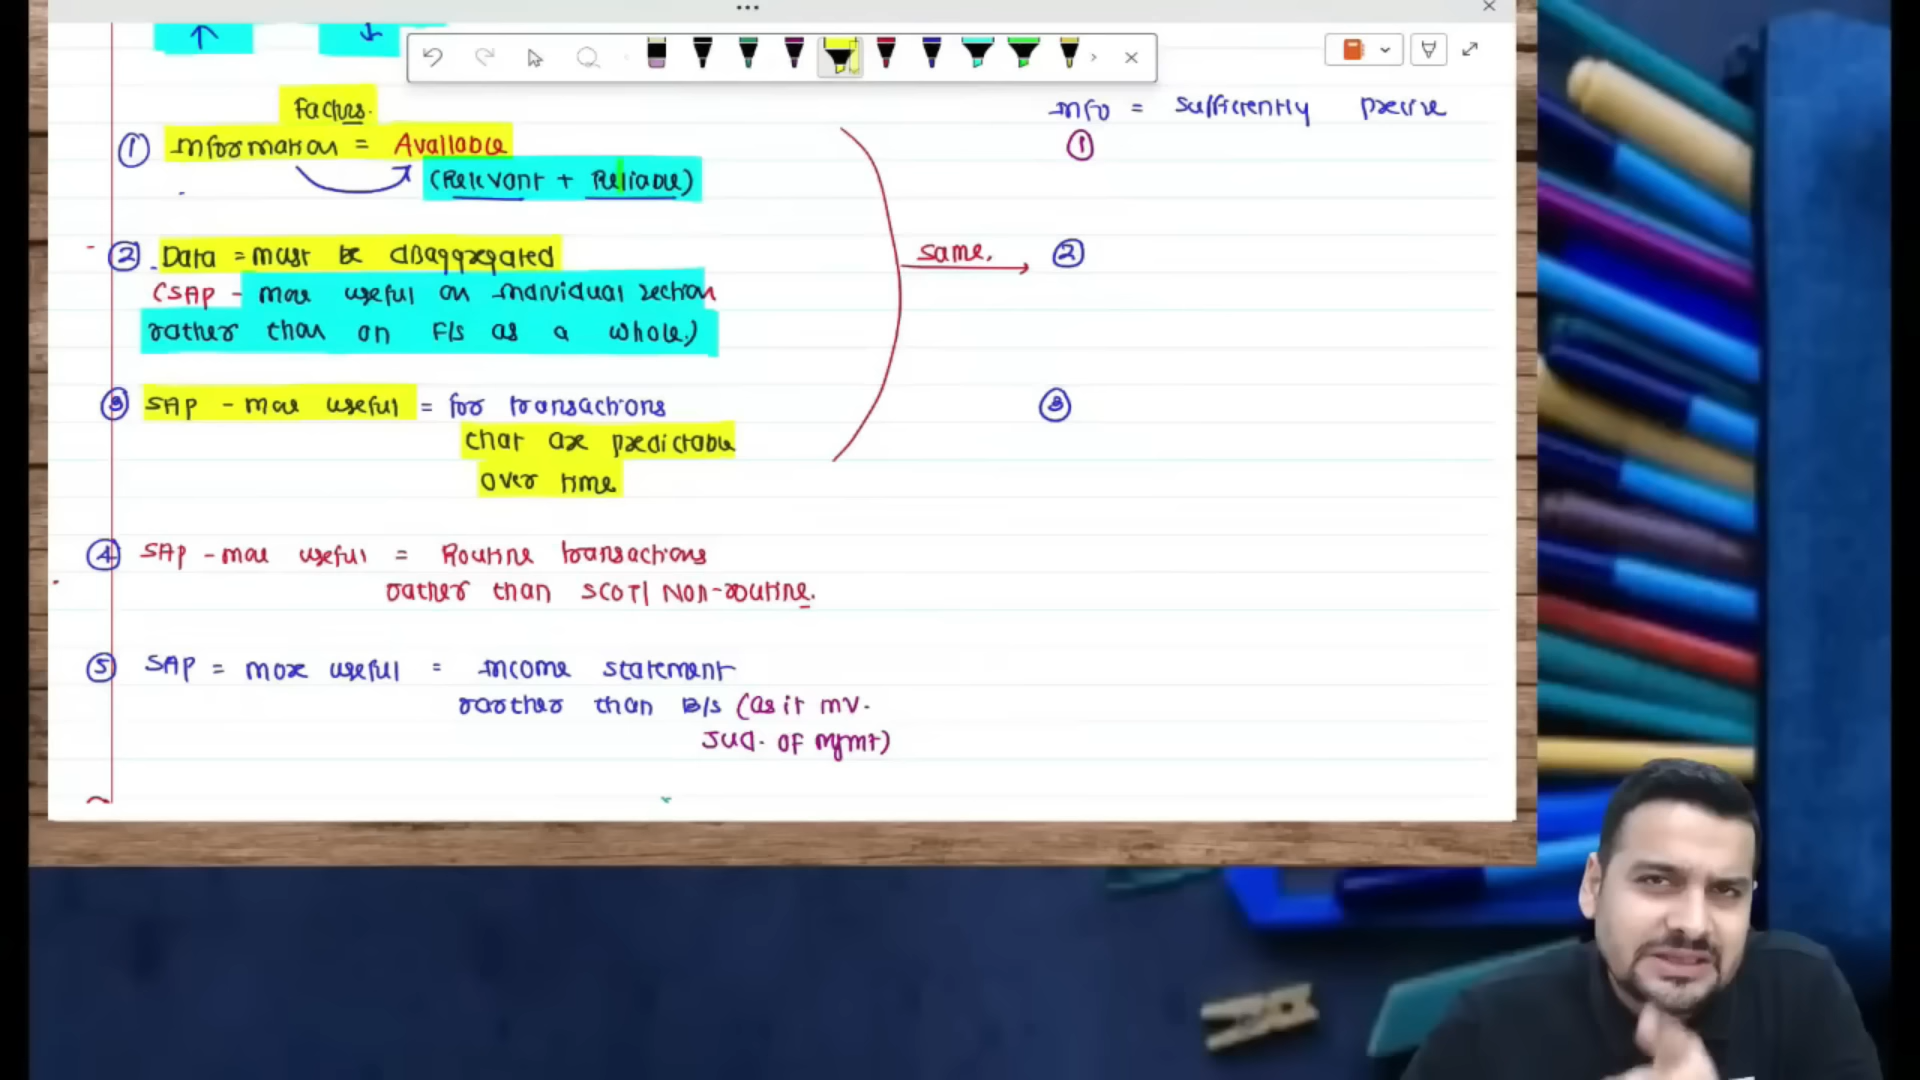 Factors.
① Information = Available
(Relevant + Reliable)
② Data = must be disaggregated
(SAP - more useful on individual section
rather than on F/S as a whole.)
③ SAP - more useful = for transactions
that are predictable
over time
④ SAP - more useful = Routine transactions
rather than SCOT/ Non-routine.
⑤ SAP = more useful = Income statement
rather than B/s (as it mv.
Jud. of mgmt)
same.
Info = sufficiently precise
①
②
③